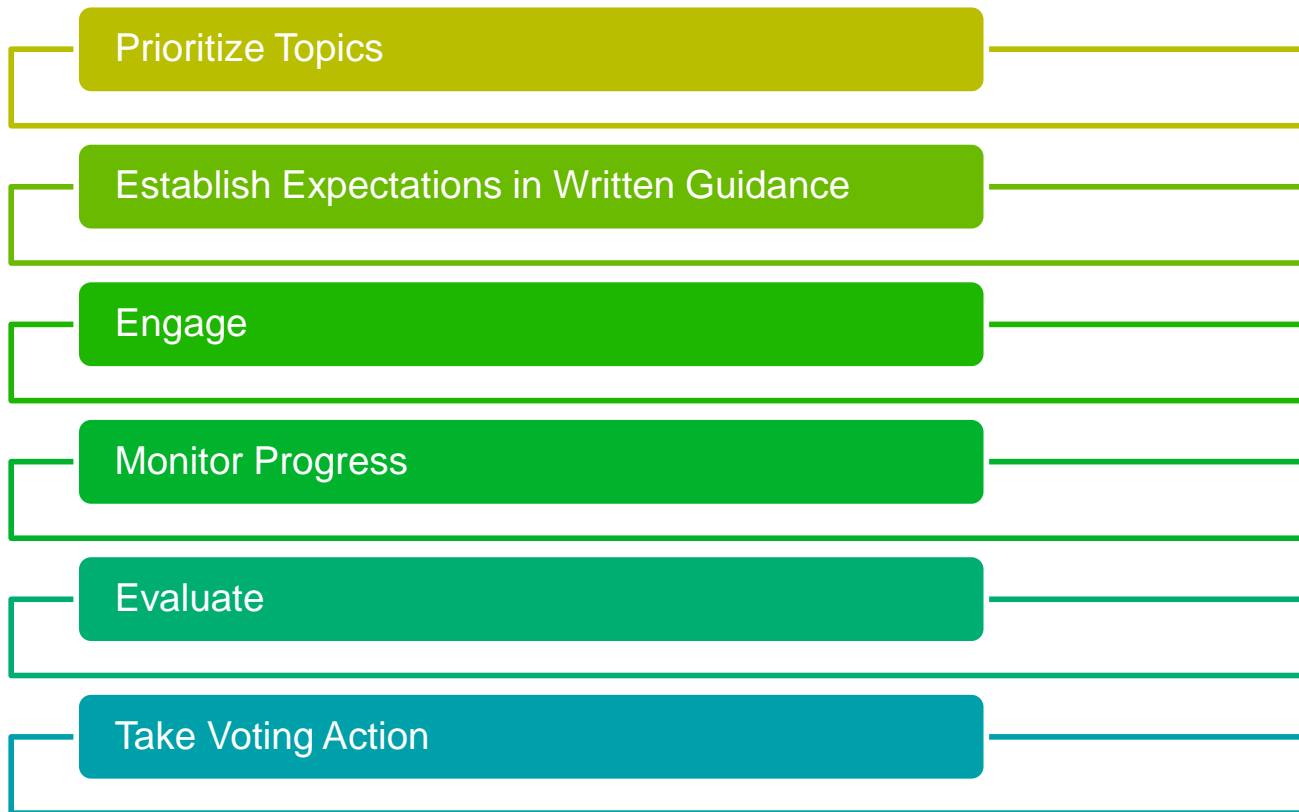 Prioritize Topics
Establish Expectations in Written Guidance
Engage
Monitor Progress
Evaluate
Take Voting Action